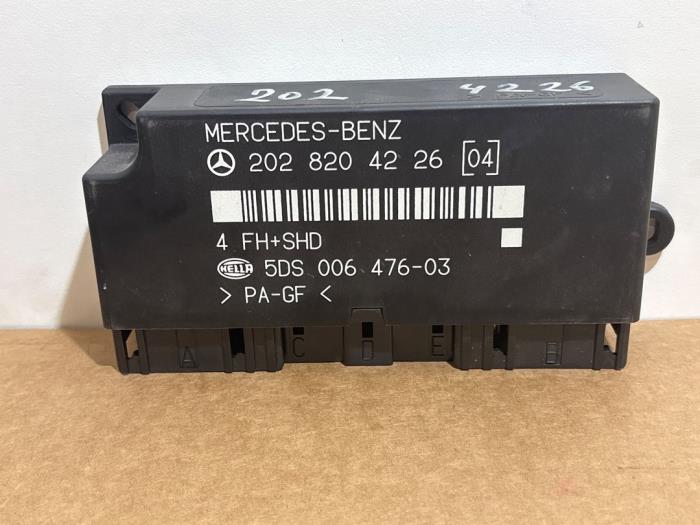 202 4226
MERCEDES-BENZ
202 820 42 26 [04]
4 FH+SHD
HELLA 5DS 006 476-03
> PA-GF <
A C D E B